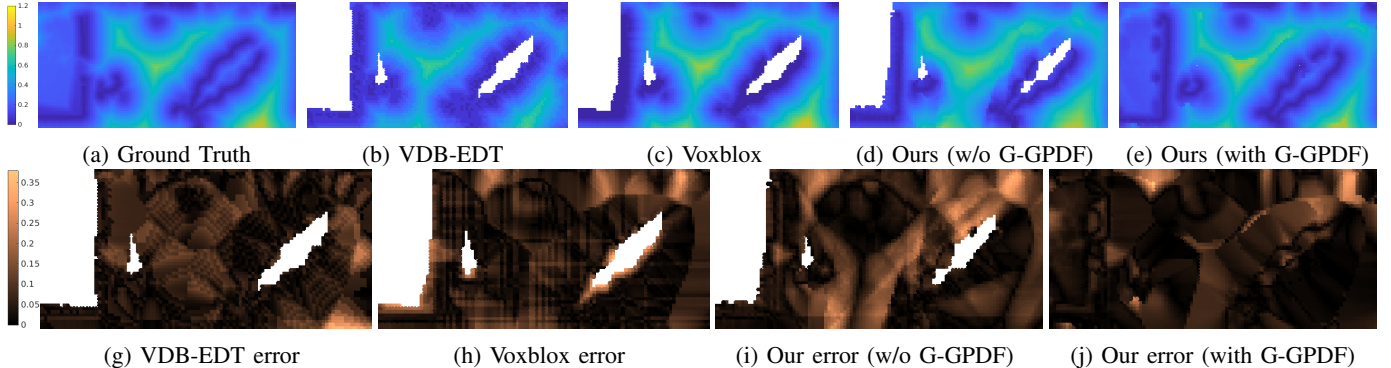 1.2
1
0.8
0.6
0.4
0.2
0
(a) Ground Truth
(b) VDB-EDT
(c) Voxblox
(d) Ours (w/o G-GPDF)
(e) Ours (with G-GPDF)
0.35
0.3
0.25
0.2
0.15
0.1
0.05
0
(g) VDB-EDT error
(h) Voxblox error
(i) Our error (w/o G-GPDF)
(j) Our error (with G-GPDF)